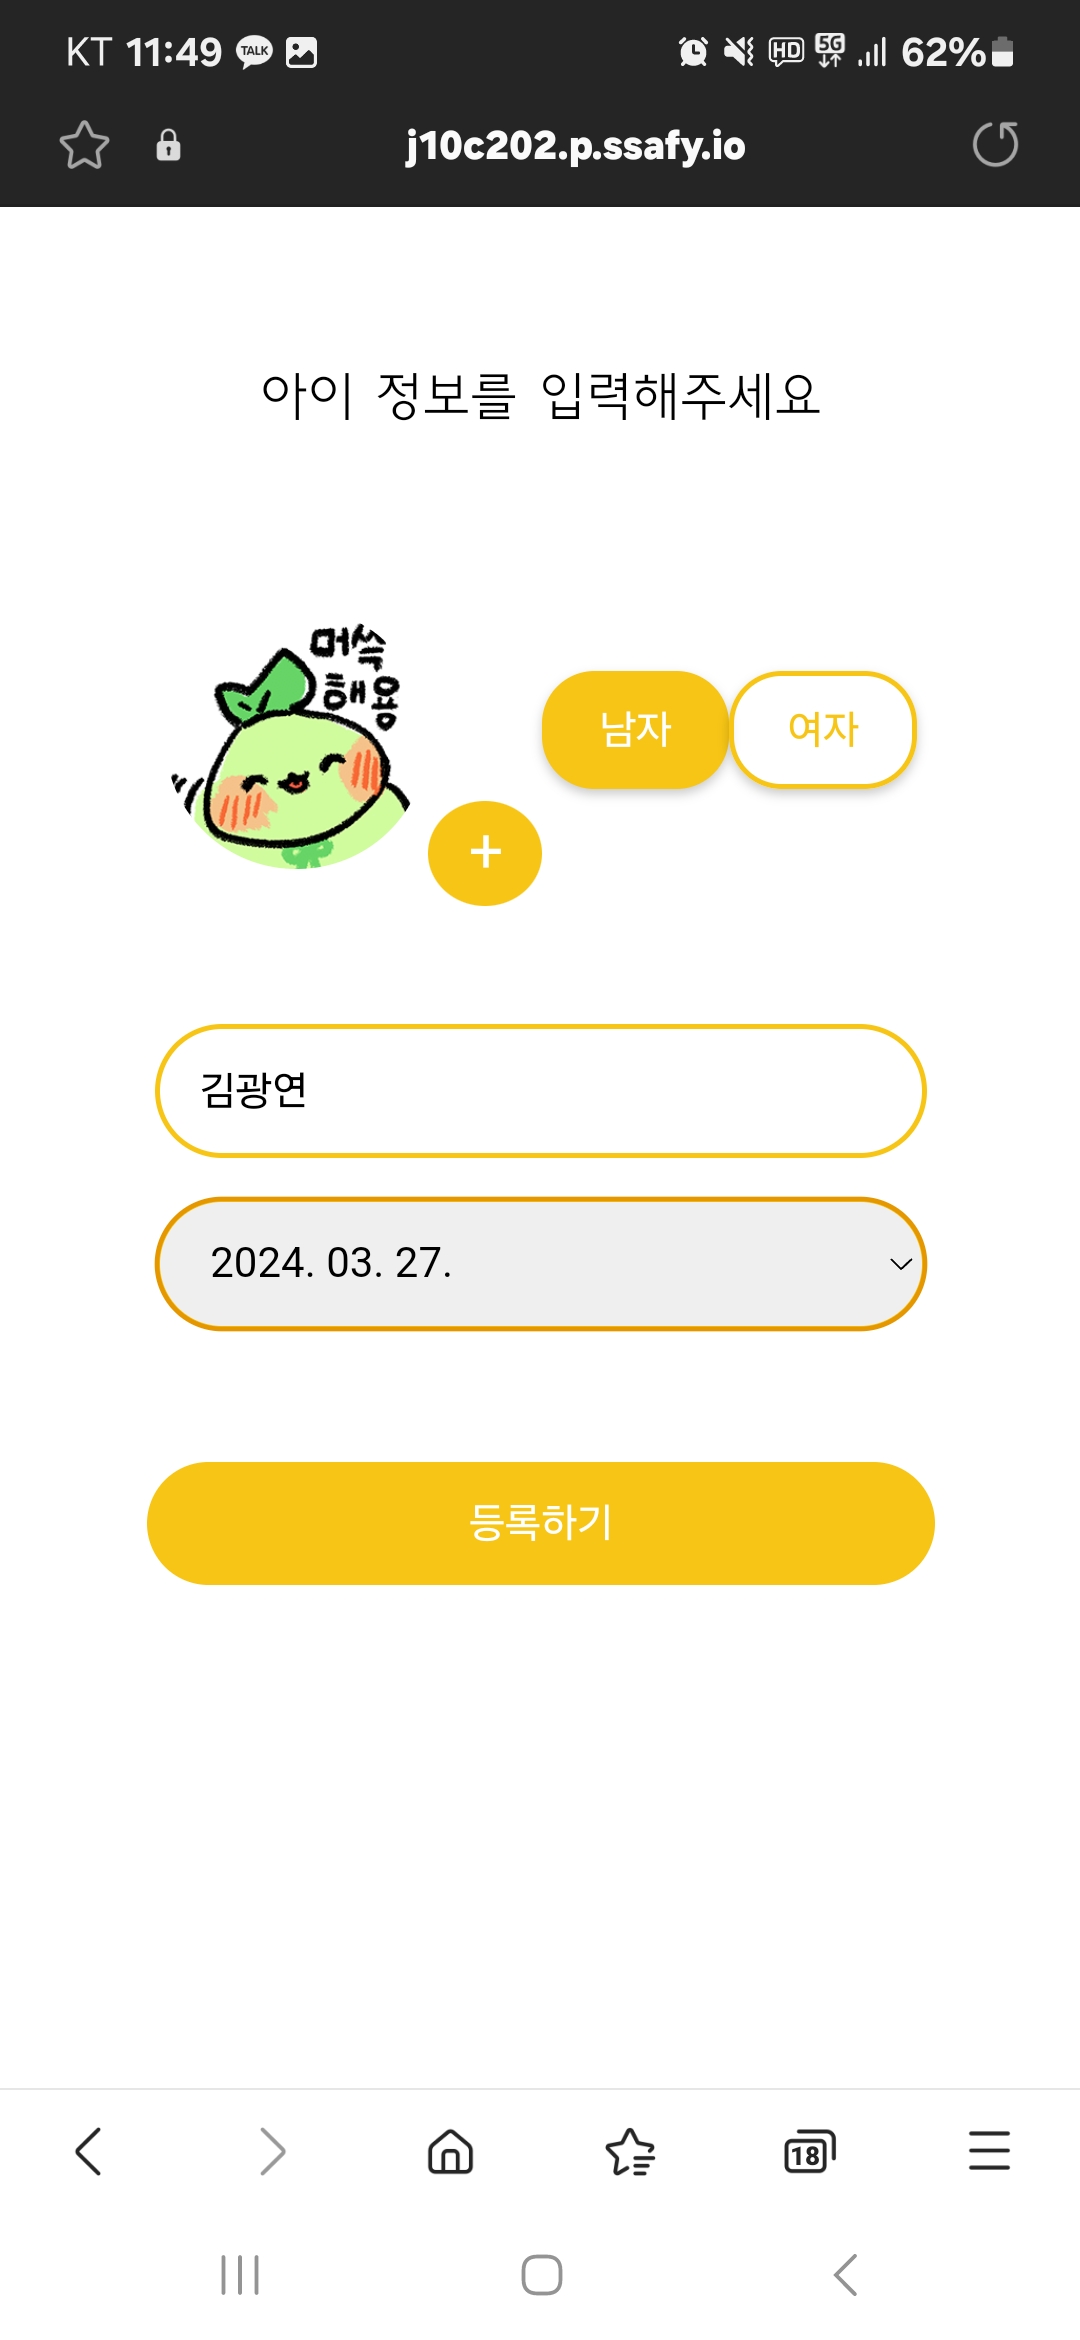 KT 11:49 TALK HD 5G 62%
j10c202.p.ssafy.io
아이 정보를 입력해주세요
머쓱
해용
남자 여자
+
김광연
2024. 03. 27.
등록하기
18